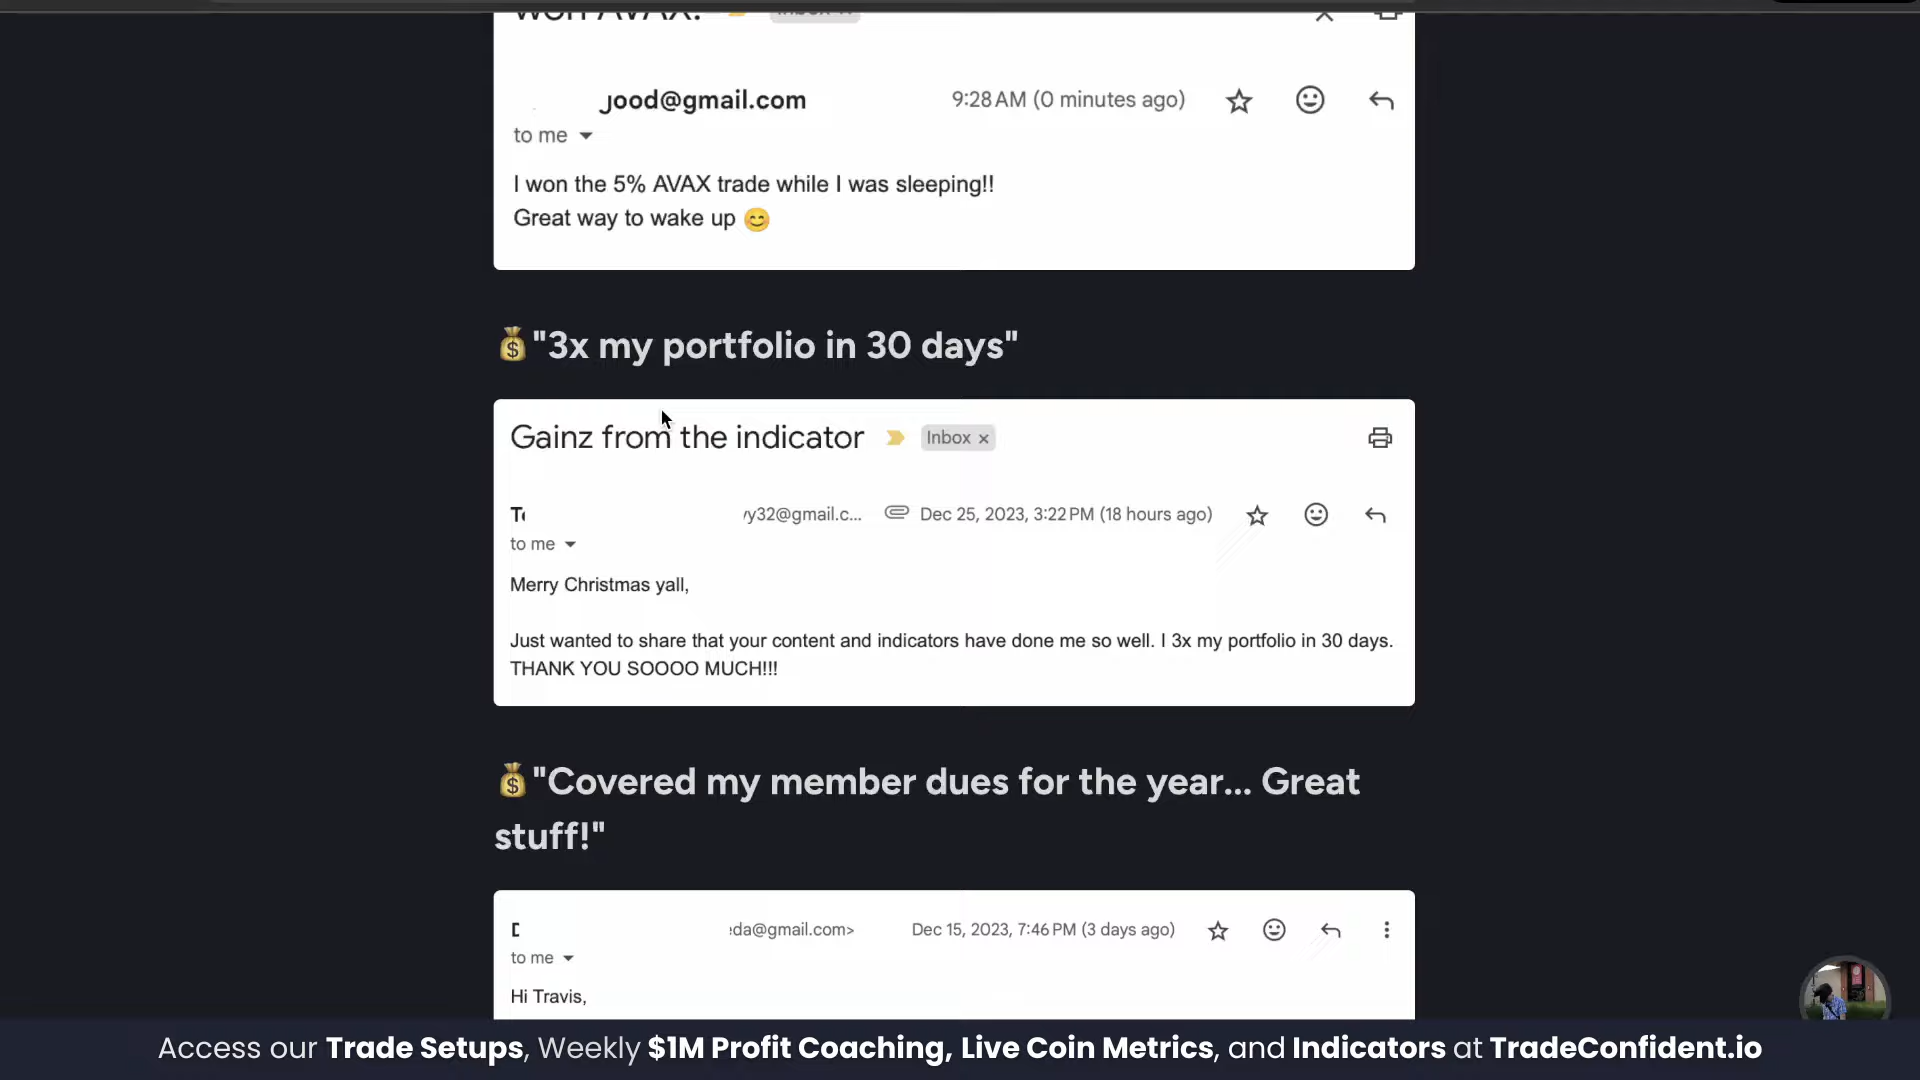 won AVAX!
Inbox ×
jood@gmail.com
9:28 AM (0 minutes ago)
to me
I won the 5% AVAX trade while I was sleeping!!
Great way to wake up 😊
💰"3x my portfolio in 30 days"
Gainz from the indicator
Inbox ×
vy32@gmail.c...
Dec 25, 2023, 3:22 PM (18 hours ago)
to me
Merry Christmas yall,
Just wanted to share that your content and indicators have done me so well. I 3x my portfolio in 30 days.
THANK YOU SOOOO MUCH!!!
💰"Covered my member dues for the year... Great
stuff!"
eda@gmail.com>
Dec 15, 2023, 7:46 PM (3 days ago)
to me
Hi Travis,
Access our Trade Setups, Weekly $1M Profit Coaching, Live Coin Metrics, and Indicators at TradeConfident.io